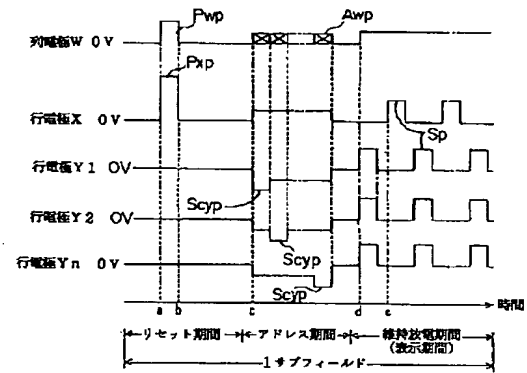 Pwp
Awp
列電極W 0V
Pxp
行電極X 0V
Sp
行電極Y1 0V
Scyp
行電極Y2 0V
Scyp
行電極Yn 0V
Scyp
a b c d e 時間
リセット期間 アドレス期間 維持放電期間
(表示期間)
1サブフィールド